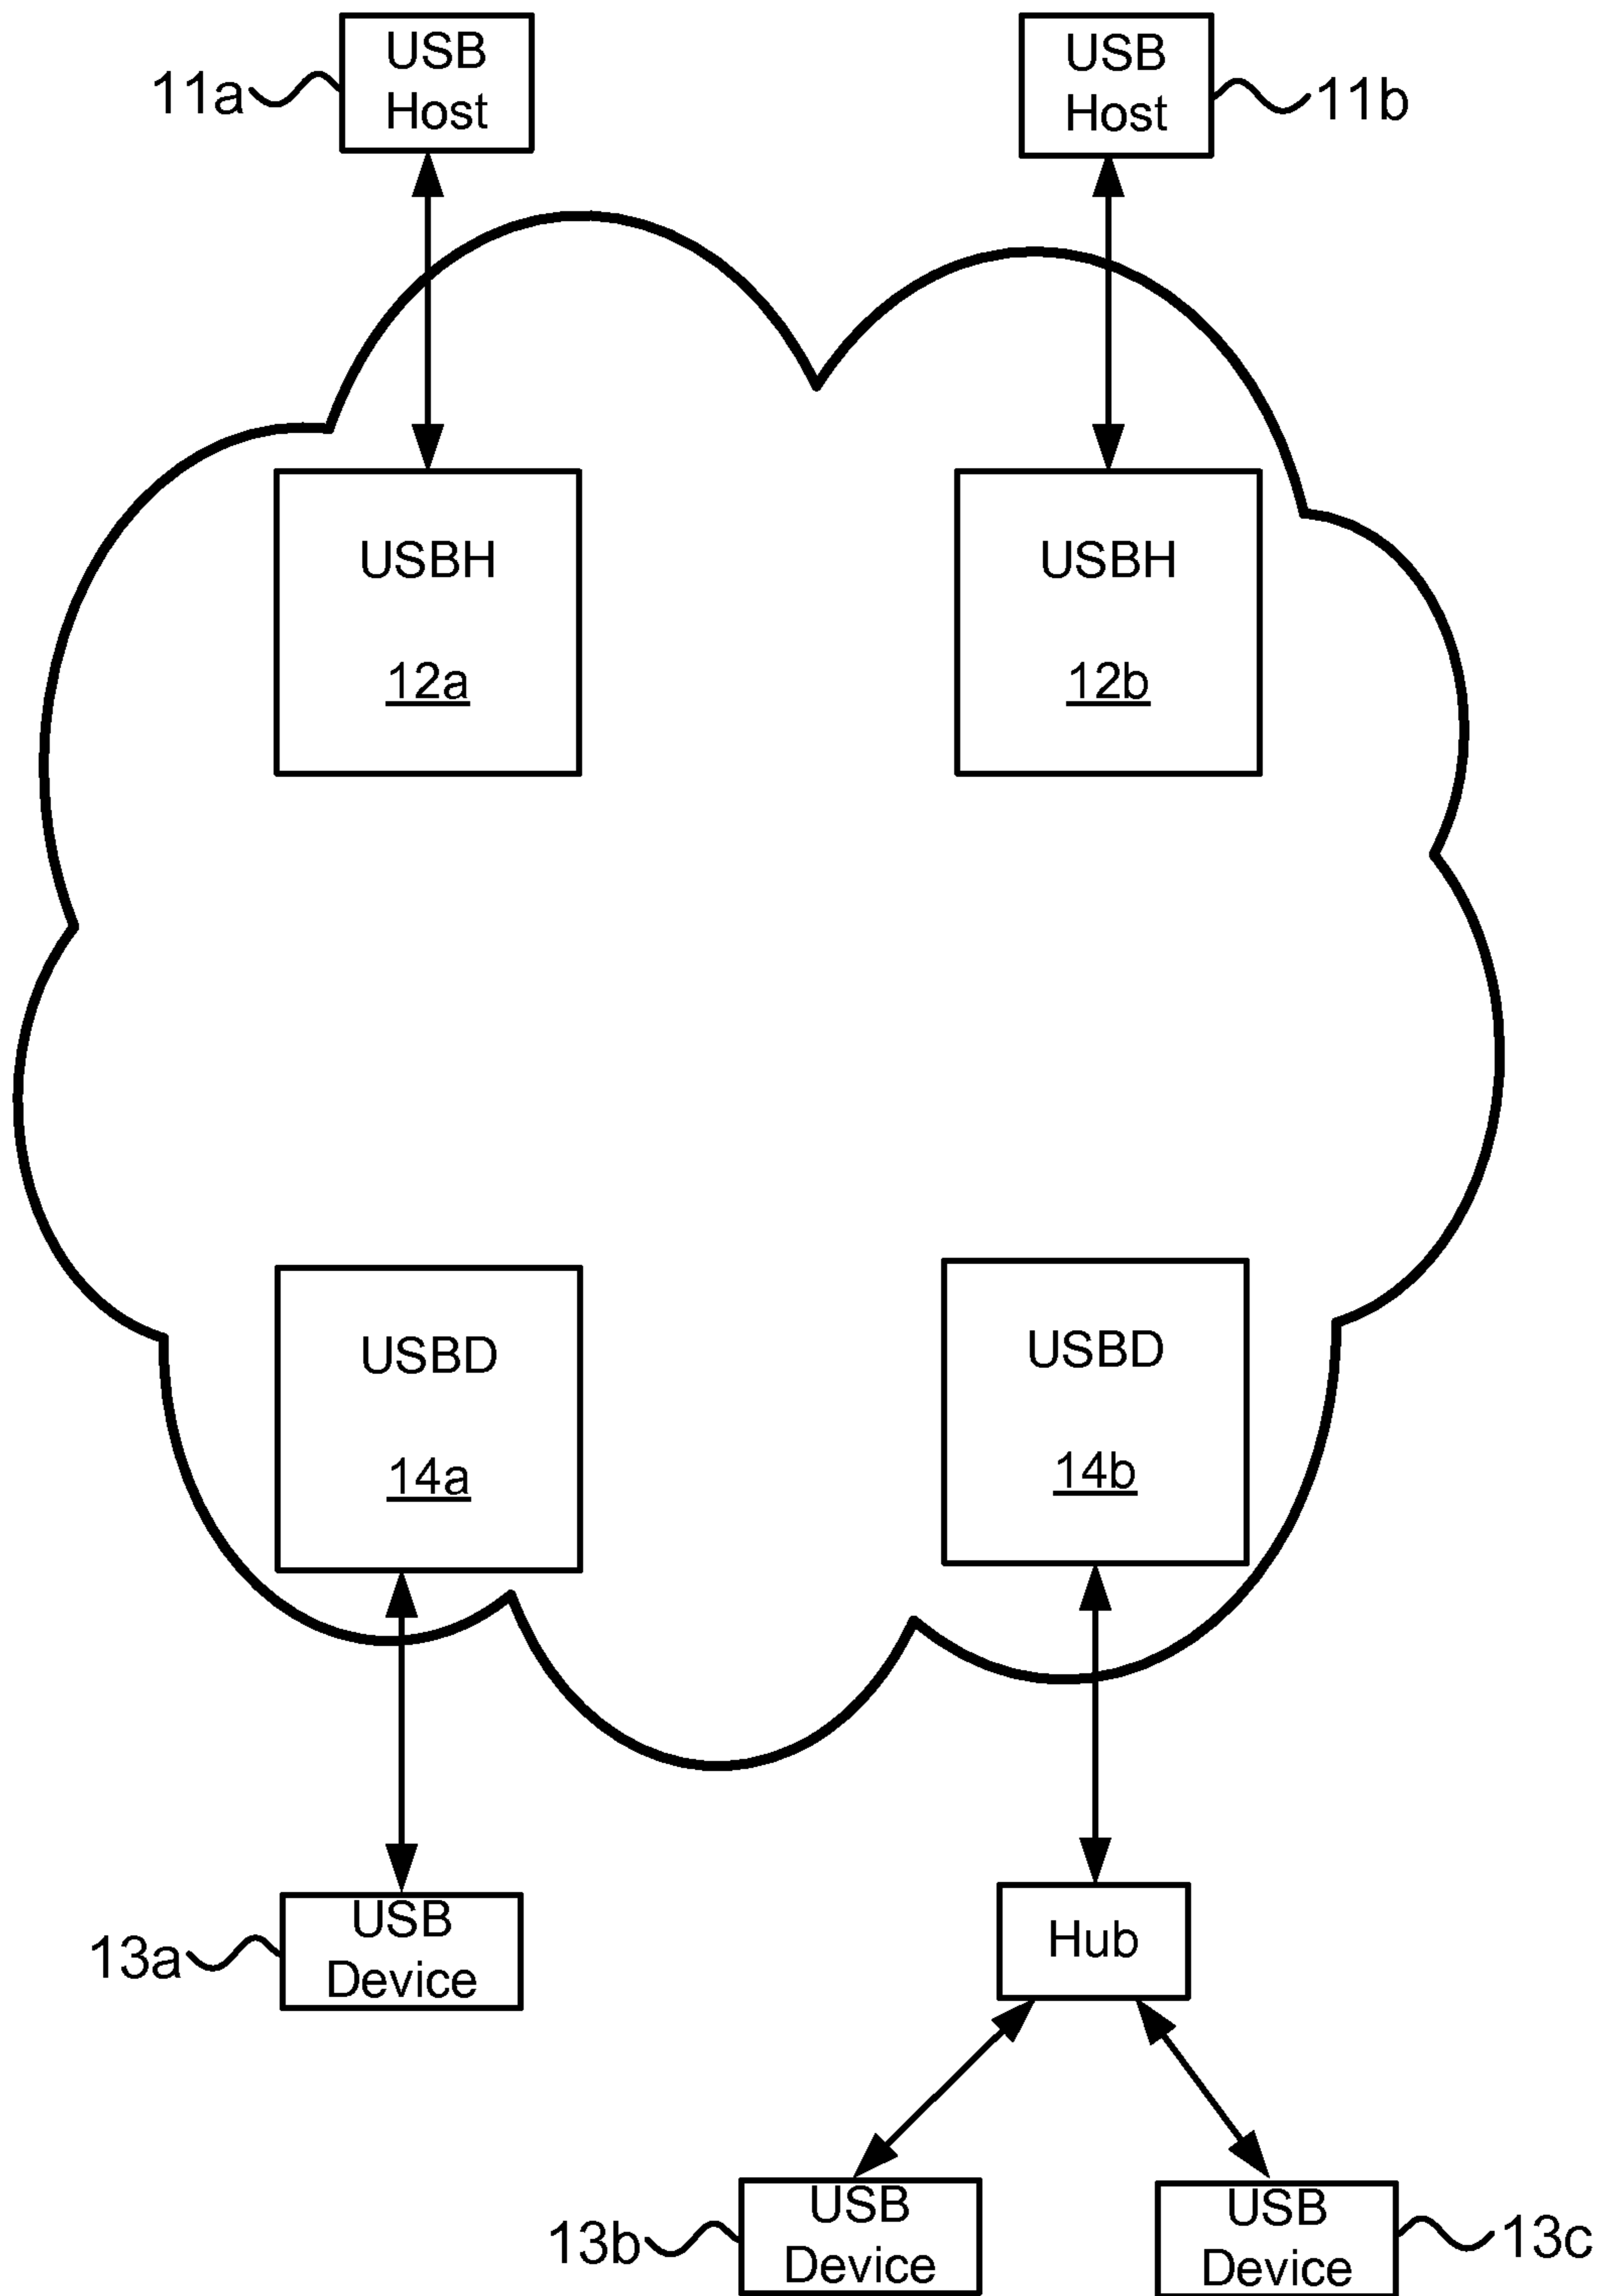 USB
Host
11a
USB
Host
11b
USBH
12a
USBH
12b
USBD
14a
USBD
14b
USB
Device
13a
Hub
USB
Device
13b
USB
Device
13c